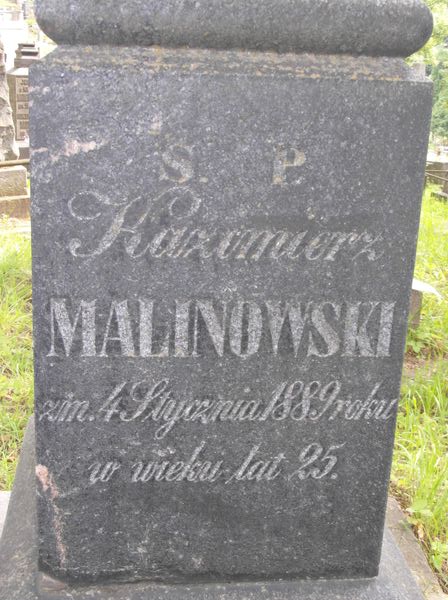 Ś. P.
Kazimierz
MALINOWSKI
zm. 4 Stycznia 1889 roku
w wieku lat 25.